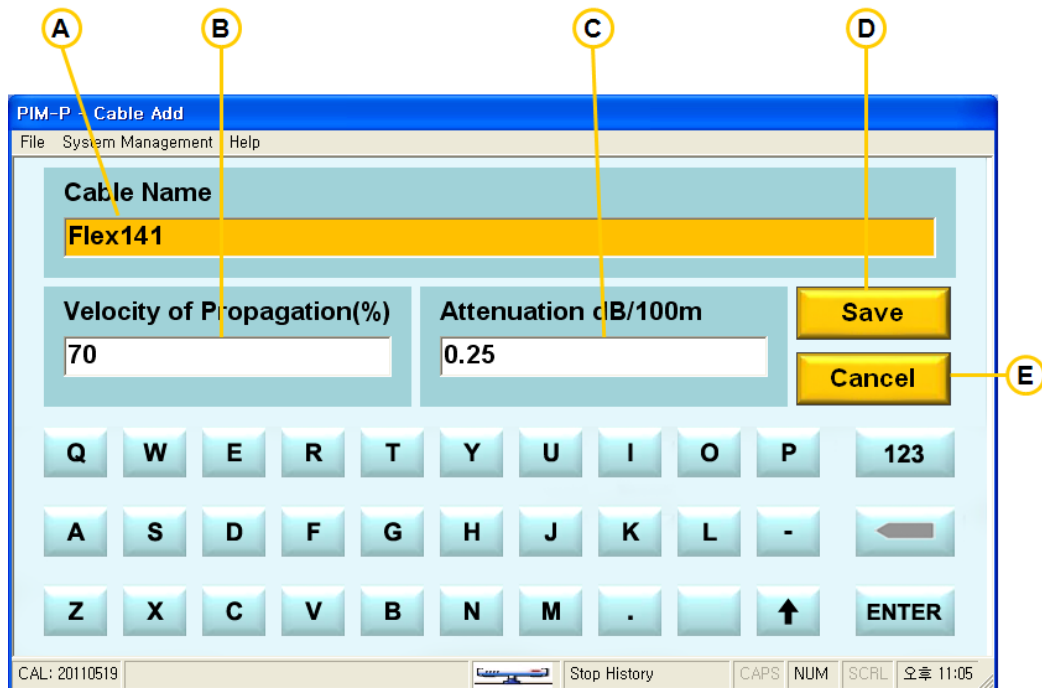 A B C D
PIM-P - Cable Add
File System Management Help
Cable Name
Flex141
Velocity of Propagation(%) Attenuation dB/100m Save
70 0.25
Cancel E
Q W E R T Y U I O P 123
A S D F G H J K L -
Z X C V B N M . ENTER
CAL: 20110519 Stop History CAPS NUM SCRL 오후 11:05